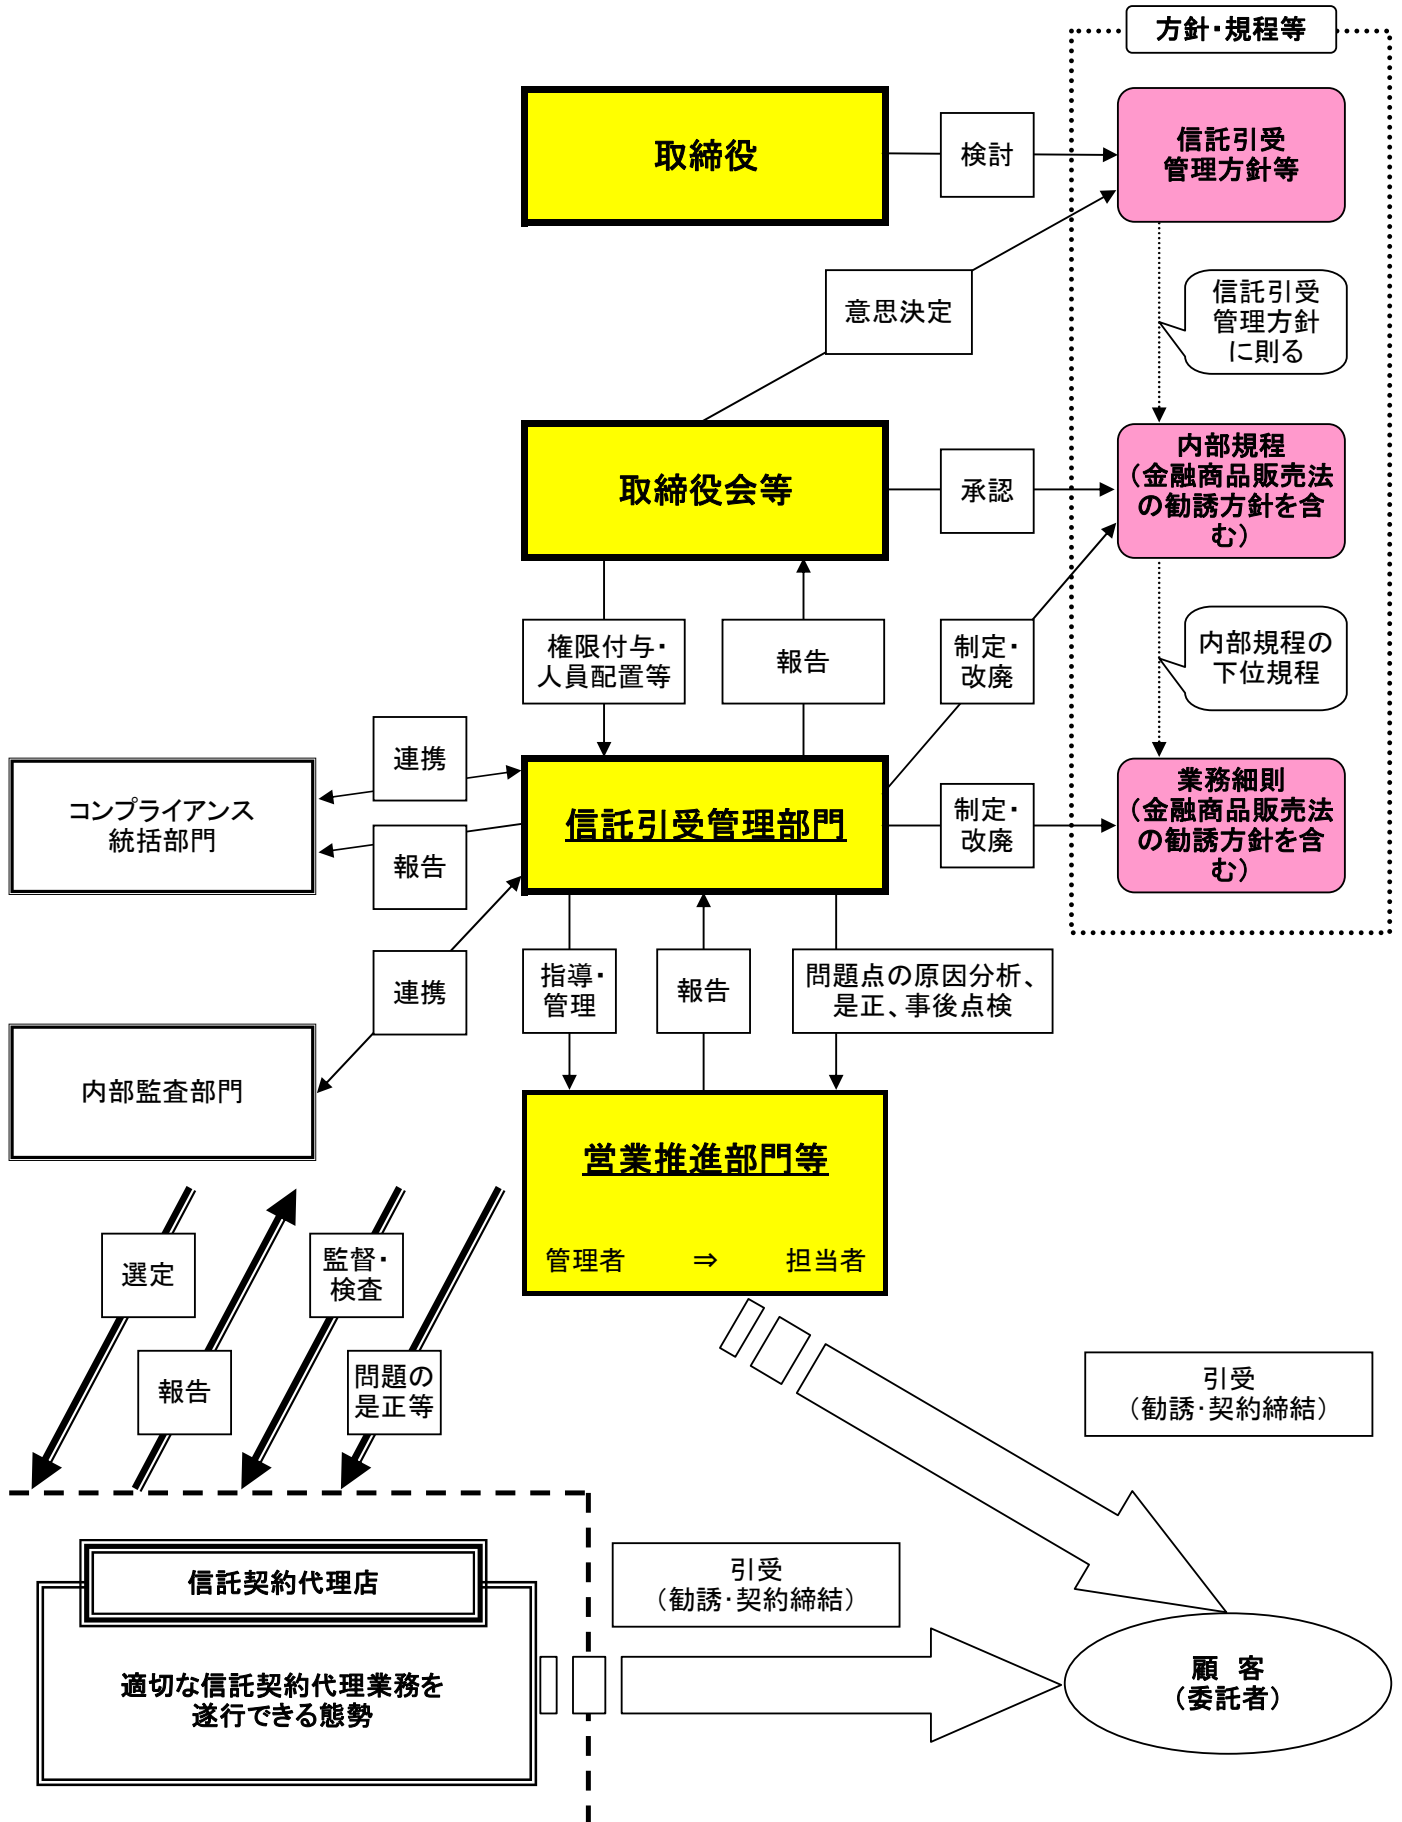 方針・規程等
取締役
検討
信託引受
管理方針等
意思決定
信託引受
管理方針
に則る
取締役会等
承認
内部規程
（金融商品販売法
の勧誘方針を含
む）
権限付与・
人員配置等
報告
制定・
改廃
内部規程の
下位規程
連携
コンプライアンス
統括部門
報告
信託引受管理部門
制定・
改廃
業務細則
（金融商品販売法
の勧誘方針を含
む）
連携
指導・
管理
報告
問題点の原因分析、
是正、事後点検
内部監査部門
営業推進部門等
管理者　⇒　担当者
選定
報告
監督・
検査
問題の
是正等
引受
（勧誘・契約締結）
信託契約代理店
適切な信託契約代理業務を
遂行できる態勢
引受
（勧誘・契約締結）
顧　客
（委託者）